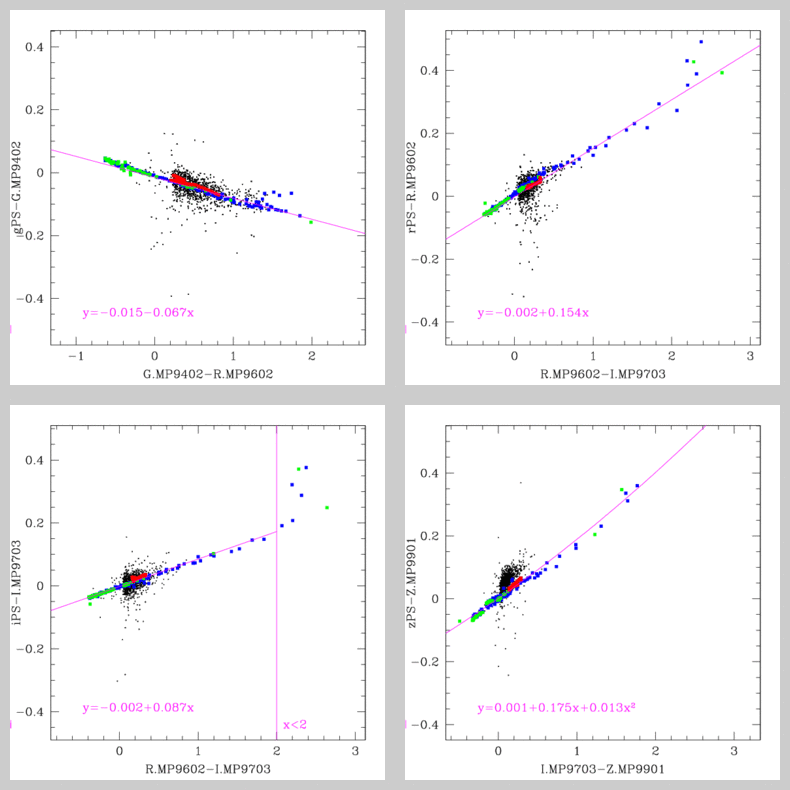 0.4
0.2
0
−0.2
−0.4
gPS−G.MP9402
y=−0.015−0.067x
−1
0
1
2
G.MP9402−R.MP9602
0.4
0.2
0
−0.2
−0.4
rPS−R.MP9602
y=−0.002+0.154x
0
1
2
3
R.MP9602−I.MP9703
0.4
0.2
0
−0.2
−0.4
iPS−I.MP9703
y=−0.002+0.087x
x<2
0
1
2
3
R.MP9602−I.MP9703
0.4
0.2
0
−0.2
−0.4
zPS−Z.MP9901
y=0.001+0.175x+0.013x²
0
1
2
3
I.MP9703−Z.MP9901